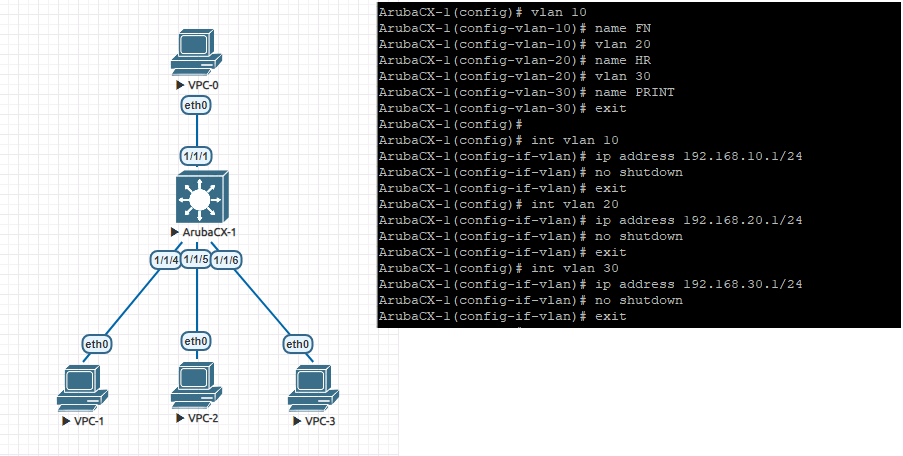 VPC-0
eth0
1/1/1
ArubaCX-1
1/1/4
1/1/5
1/1/6
eth0
eth0
eth0
VPC-1
VPC-2
VPC-3
ArubaCX-1(config)# vlan 10
ArubaCX-1(config-vlan-10)# name FN
ArubaCX-1(config-vlan-10)# vlan 20
ArubaCX-1(config-vlan-20)# name HR
ArubaCX-1(config-vlan-20)# vlan 30
ArubaCX-1(config-vlan-30)# name PRINT
ArubaCX-1(config-vlan-30)# exit
ArubaCX-1(config)#
ArubaCX-1(config)# int vlan 10
ArubaCX-1(config-if-vlan)# ip address 192.168.10.1/24
ArubaCX-1(config-if-vlan)# no shutdown
ArubaCX-1(config-if-vlan)# exit
ArubaCX-1(config)# int vlan 20
ArubaCX-1(config-if-vlan)# ip address 192.168.20.1/24
ArubaCX-1(config-if-vlan)# no shutdown
ArubaCX-1(config-if-vlan)# exit
ArubaCX-1(config)# int vlan 30
ArubaCX-1(config-if-vlan)# ip address 192.168.30.1/24
ArubaCX-1(config-if-vlan)# no shutdown
ArubaCX-1(config-if-vlan)# exit